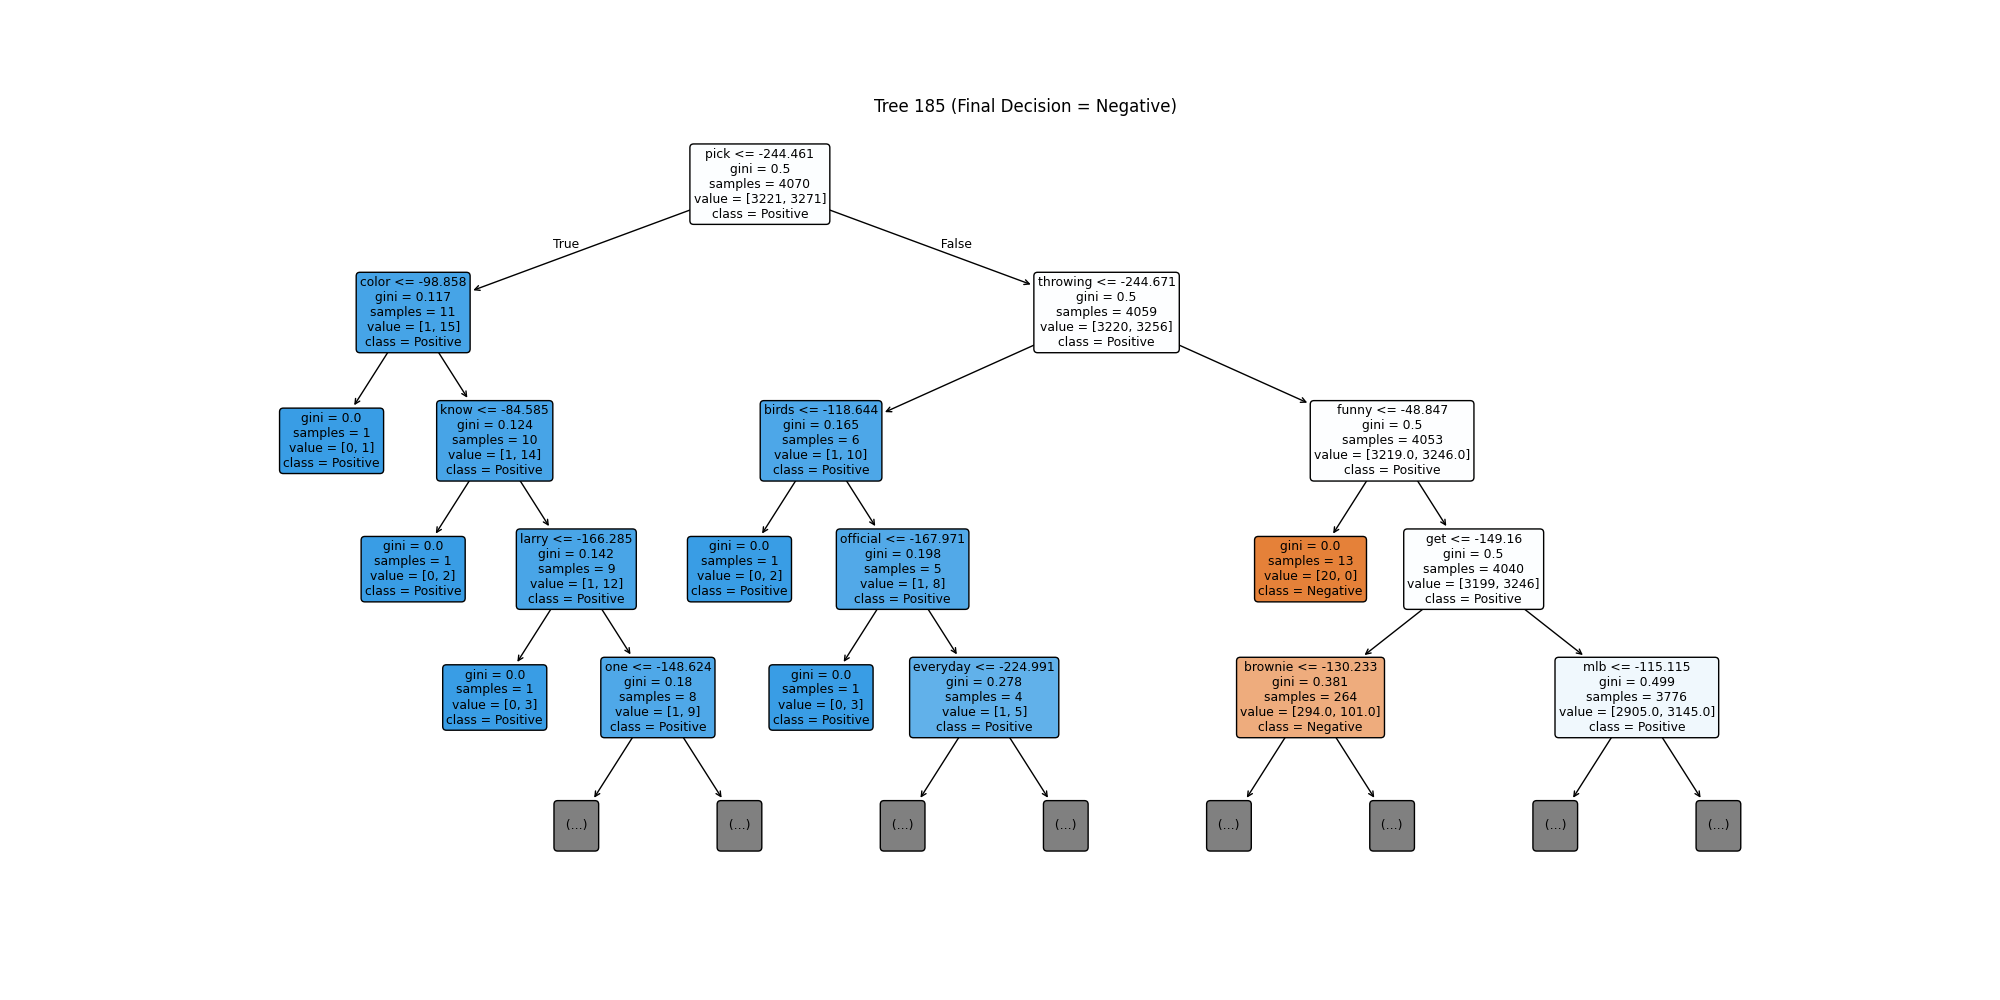 Tree 185 (Final Decision = Negative)
pick <= -244.461
gini = 0.5
samples = 4070
value = [3221, 3271]
class = Positive
True
False
color <= -98.858
gini = 0.117
samples = 11
value = [1, 15]
class = Positive
throwing <= -244.671
gini = 0.5
samples = 4059
value = [3220, 3256]
class = Positive
gini = 0.0
samples = 1
value = [0, 1]
class = Positive
know <= -84.585
gini = 0.124
samples = 10
value = [1, 14]
class = Positive
birds <= -118.644
gini = 0.165
samples = 6
value = [1, 10]
class = Positive
funny <= -48.847
gini = 0.5
samples = 4053
value = [3219.0, 3246.0]
class = Positive
gini = 0.0
samples = 1
value = [0, 2]
class = Positive
larry <= -166.285
gini = 0.142
samples = 9
value = [1, 12]
class = Positive
gini = 0.0
samples = 1
value = [0, 2]
class = Positive
official <= -167.971
gini = 0.198
samples = 5
value = [1, 8]
class = Positive
gini = 0.0
samples = 13
value = [20, 0]
class = Negative
get <= -149.16
gini = 0.5
samples = 4040
value = [3199, 3246]
class = Positive
gini = 0.0
samples = 1
value = [0, 3]
class = Positive
one <= -148.624
gini = 0.18
samples = 8
value = [1, 9]
class = Positive
gini = 0.0
samples = 1
value = [0, 3]
class = Positive
everyday <= -224.991
gini = 0.278
samples = 4
value = [1, 5]
class = Positive
brownie <= -130.233
gini = 0.381
samples = 264
value = [294.0, 101.0]
class = Negative
mlb <= -115.115
gini = 0.499
samples = 3776
value = [2905.0, 3145.0]
class = Positive
(...)
(...)
(...)
(...)
(...)
(...)
(...)
(...)